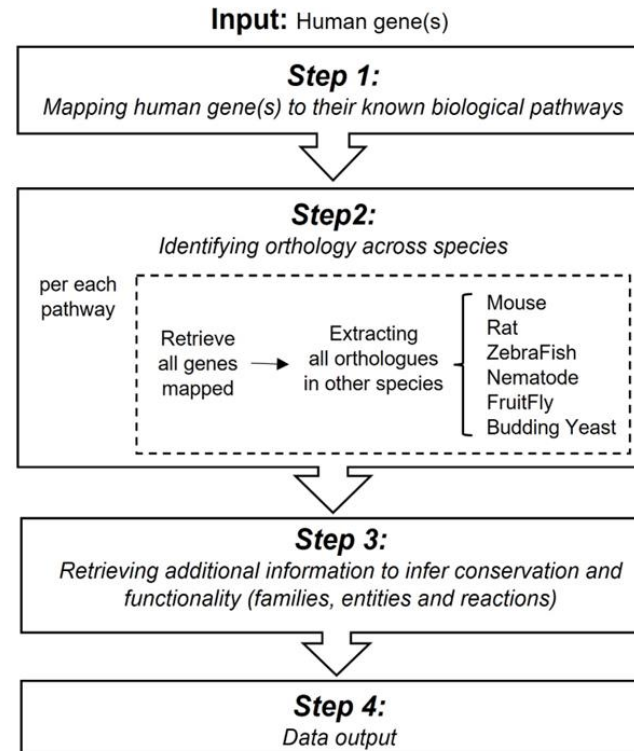 Input: Human gene(s)
Step 1:
Mapping human gene(s) to their known biological pathways
Step2:
Identifying orthology across species
per each
pathway
Retrieve
all genes
mapped
Extracting
all orthologues
in other species
Mouse
Rat
ZebraFish
Nematode
FruitFly
Budding Yeast
Step 3:
Retrieving additional information to infer conservation and
functionality (families, entities and reactions)
Step 4:
Data output